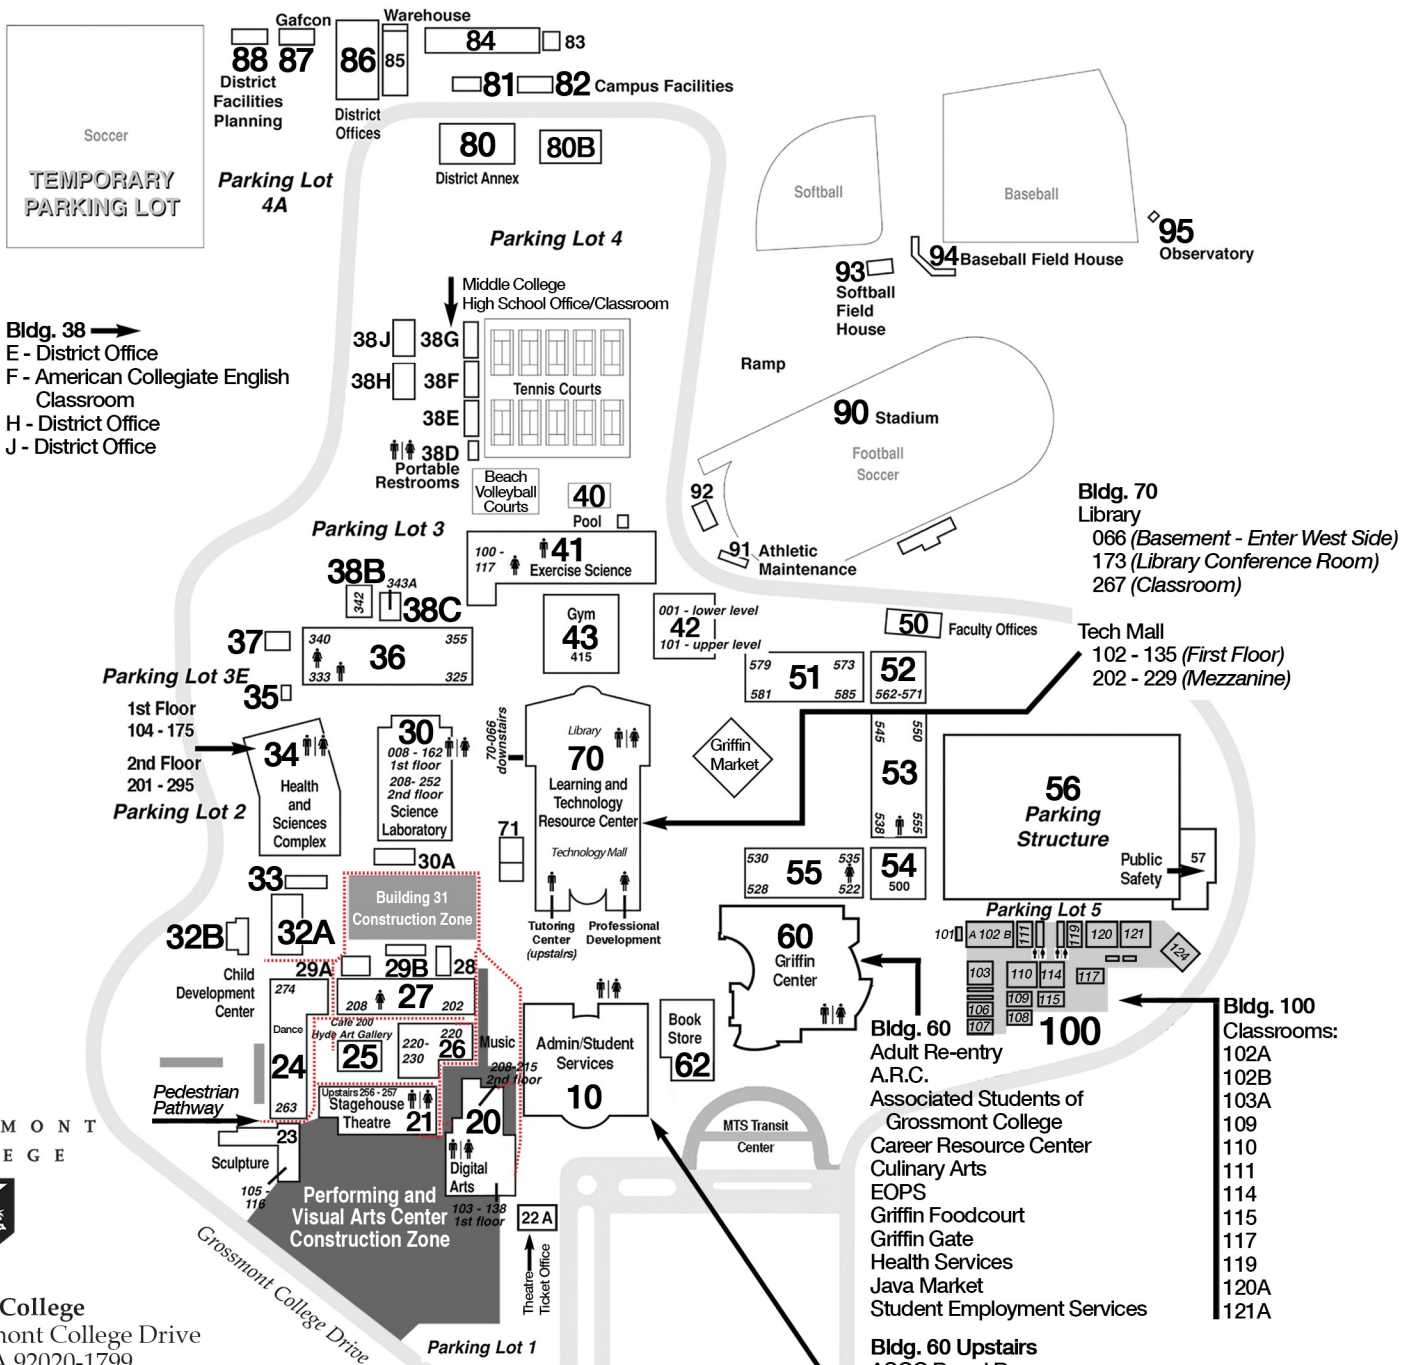 Gafcon
Warehouse
88
87
86
85
84
83
81
82 Campus Facilities
District
Facilities
Planning
District
Offices
80
80B
District Annex
Soccer
TEMPORARY
PARKING LOT
Parking Lot
4A
Parking Lot 4
Softball
Baseball
95
Observatory
94 Baseball Field House
93
Softball
Field
House
Middle College
High School Office/Classroom
Bldg. 38
E - District Office
F - American Collegiate English
Classroom
H - District Office
J - District Office
38J
38G
38H
38F
38E
38D
Portable
Restrooms
Tennis Courts
Beach
Volleyball
Courts
40
Pool
Ramp
90 Stadium
Football
Soccer
92
91 Athletic
Maintenance
Bldg. 70
Library
066 (Basement - Enter West Side)
173 (Library Conference Room)
267 (Classroom)
Tech Mall
102 - 135 (First Floor)
202 - 229 (Mezzanine)
Parking Lot 3
100 -
117
41
Exercise Science
38B
343A
342
38C
Gym
43
415
001 - lower level
42
101 - upper level
50
Faculty Offices
37
340
355
36
333
325
Parking Lot 3E
35
579
573
51
581
585
52
562-571
1st Floor
104 - 175
2nd Floor
201 - 295
Parking Lot 2
34
Health
and
Sciences
Complex
30
008 - 162
1st floor
208- 252
2nd floor
Science
Laboratory
30A
70-066
downstairs
Library
70
Learning and
Technology
Resource Center
Technology Mall
71
Tutoring
Center
(upstairs)
Professional
Development
Griffin
Market
545
550
53
538
555
56
Parking
Structure
Public
Safety
57
530
535
55
528
522
54
500
33
32A
32B
Building 31
Construction Zone
29A
29B
28
Child
Development
Center
274
Dance
24
263
208
27
202
Cafe 200
Hyde Art Gallery
25
220-
230
220
26
Music
208-215
2nd floor
Upstairs 256 - 257
Stagehouse
Theatre
21
20
Digital
Arts
103 - 138
1st floor
Pedestrian
Pathway
23
Sculpture
105 -
116
Performing and
Visual Arts Center
Construction Zone
22A
Theatre
Ticket Office
Grossmont College Drive
Parking Lot 1
Admin/Student
Services
10
Book
Store
62
60
Griffin
Center
MTS Transit
Center
Parking Lot 5
101
A 102 B
111
119
120
121
124
103
110
114
117
106
109
115
107
108
100
Bldg. 60
Adult Re-entry
A.R.C.
Associated Students of
Grossmont College
Career Resource Center
Culinary Arts
EOPS
Griffin Foodcourt
Griffin Gate
Health Services
Java Market
Student Employment Services
Bldg. 60 Upstairs
Bldg. 100
Classrooms:
102A
102B
103A
109
110
111
114
115
117
119
120A
121A
MONT
EGE
College
mont College Drive
A 92020-1799